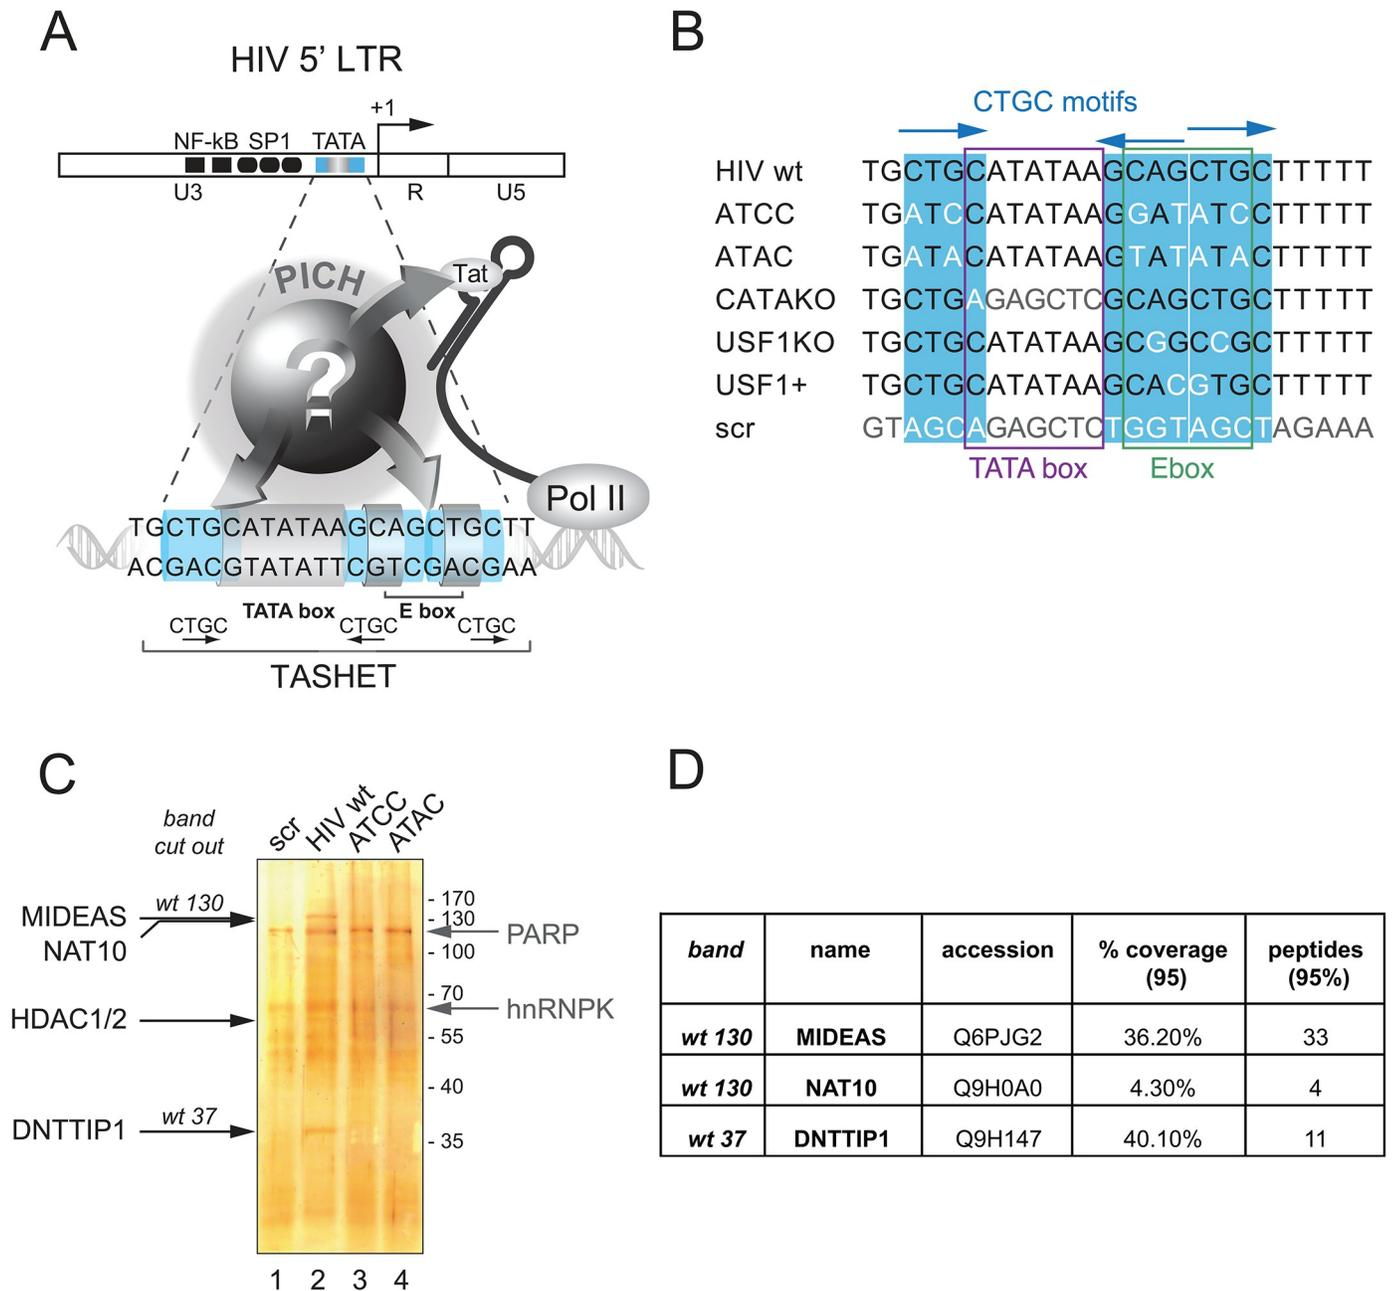 A
HIV 5’ LTR
+1
NF-kB SP1 TATA
U3 R U5
PICH
Tat
?
Pol II
TGCTGCATATAAGCAGCTGCTT
ACGACGTATATTCGTCGACGAA
TATA box E box
CTGC CTGC CTGC
TASHET
B
CTGC motifs
HIV wt TGCTGCATATAAGCAGCTGCTTTTT
ATCC TGATCCATATAAGGATATCCTTTTT
ATAC TGATACATATAAGTATATACTTTTT
CATAKO TGCTGAGAGCTCGCAGCTGCTTTTT
USF1KO TGCTGCATATAAGCGGCCGCTTTTT
USF1+ TGCTGCATATAAGCACGTGCTTTTT
scr GTAGCAGAGCTCTGGTAGCTAGAAA
TATA box Ebox
C
band
cut out
scr HIV wt ATCC ATAC
MIDEAS wt 130
NAT10
HDAC1/2
DNTTIP1 wt 37
- 170
- 130
PARP
- 100
- 70
hnRNPK
- 55
- 40
- 35
1 2 3 4
D
band name accession % coverage (95) peptides (95%)
wt 130 MIDEAS Q6PJG2 36.20% 33
wt 130 NAT10 Q9H0A0 4.30% 4
wt 37 DNTTIP1 Q9H147 40.10% 11